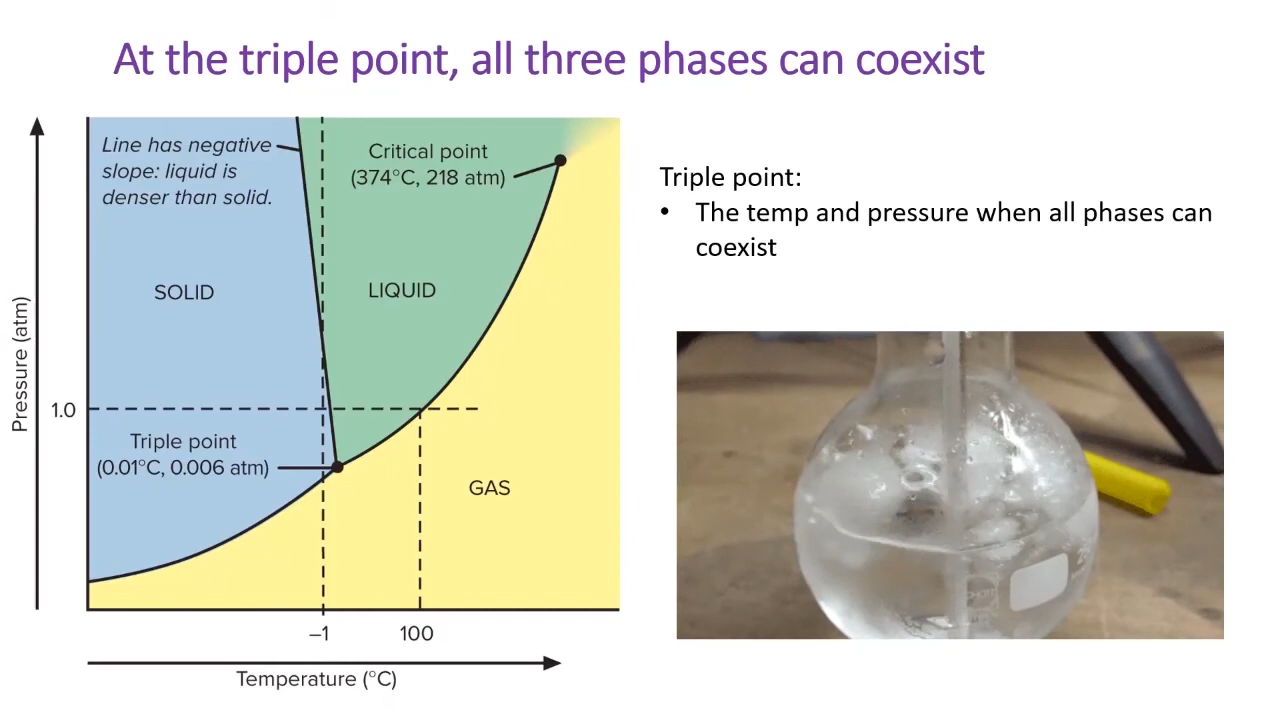 At the triple point, all three phases can coexist
Line has negative
slope: liquid is
denser than solid.
Critical point
(374°C, 218 atm)
SOLID
LIQUID
Pressure (atm)
1.0
Triple point
(0.01°C, 0.006 atm)
GAS
–1
100
Temperature (°C)
Triple point:
• The temp and pressure when all phases can
coexist